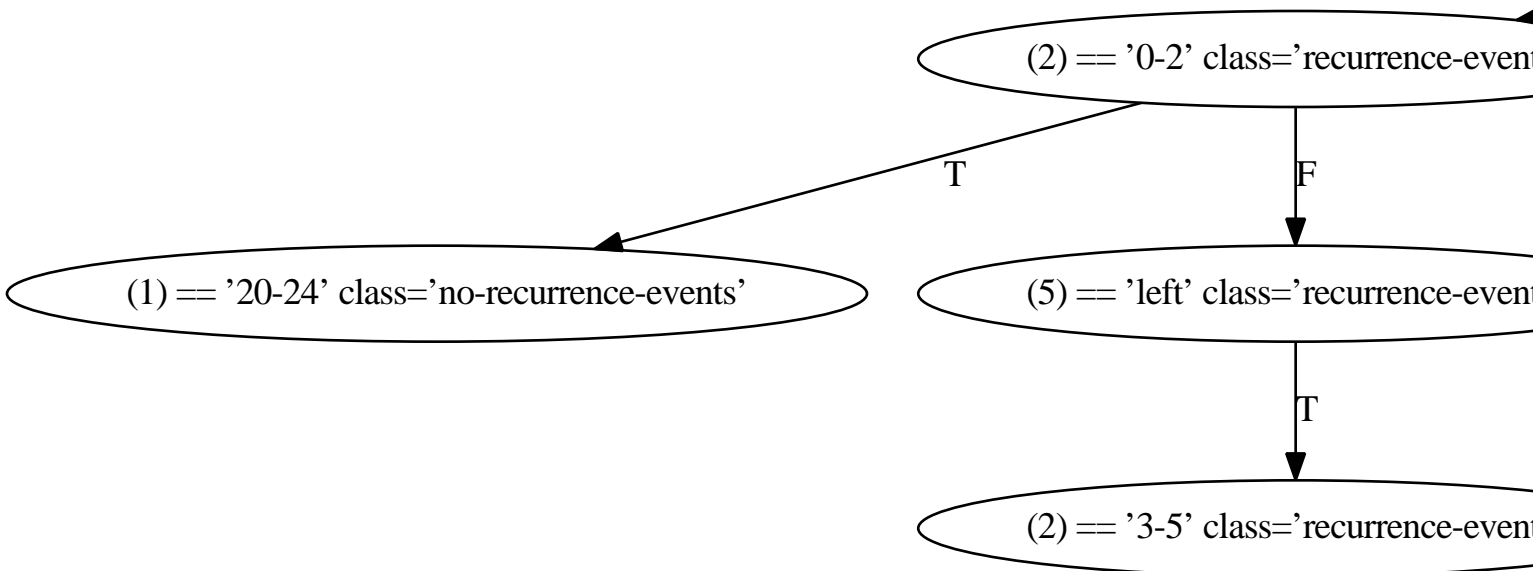 (2) == ’0-2’ class=’recurrence-event
T
F
(1) == ’20-24’ class=’no-recurrence-events’
(5) == ’left’ class=’recurrence-event
T
(2) == ’3-5’ class=’recurrence-event